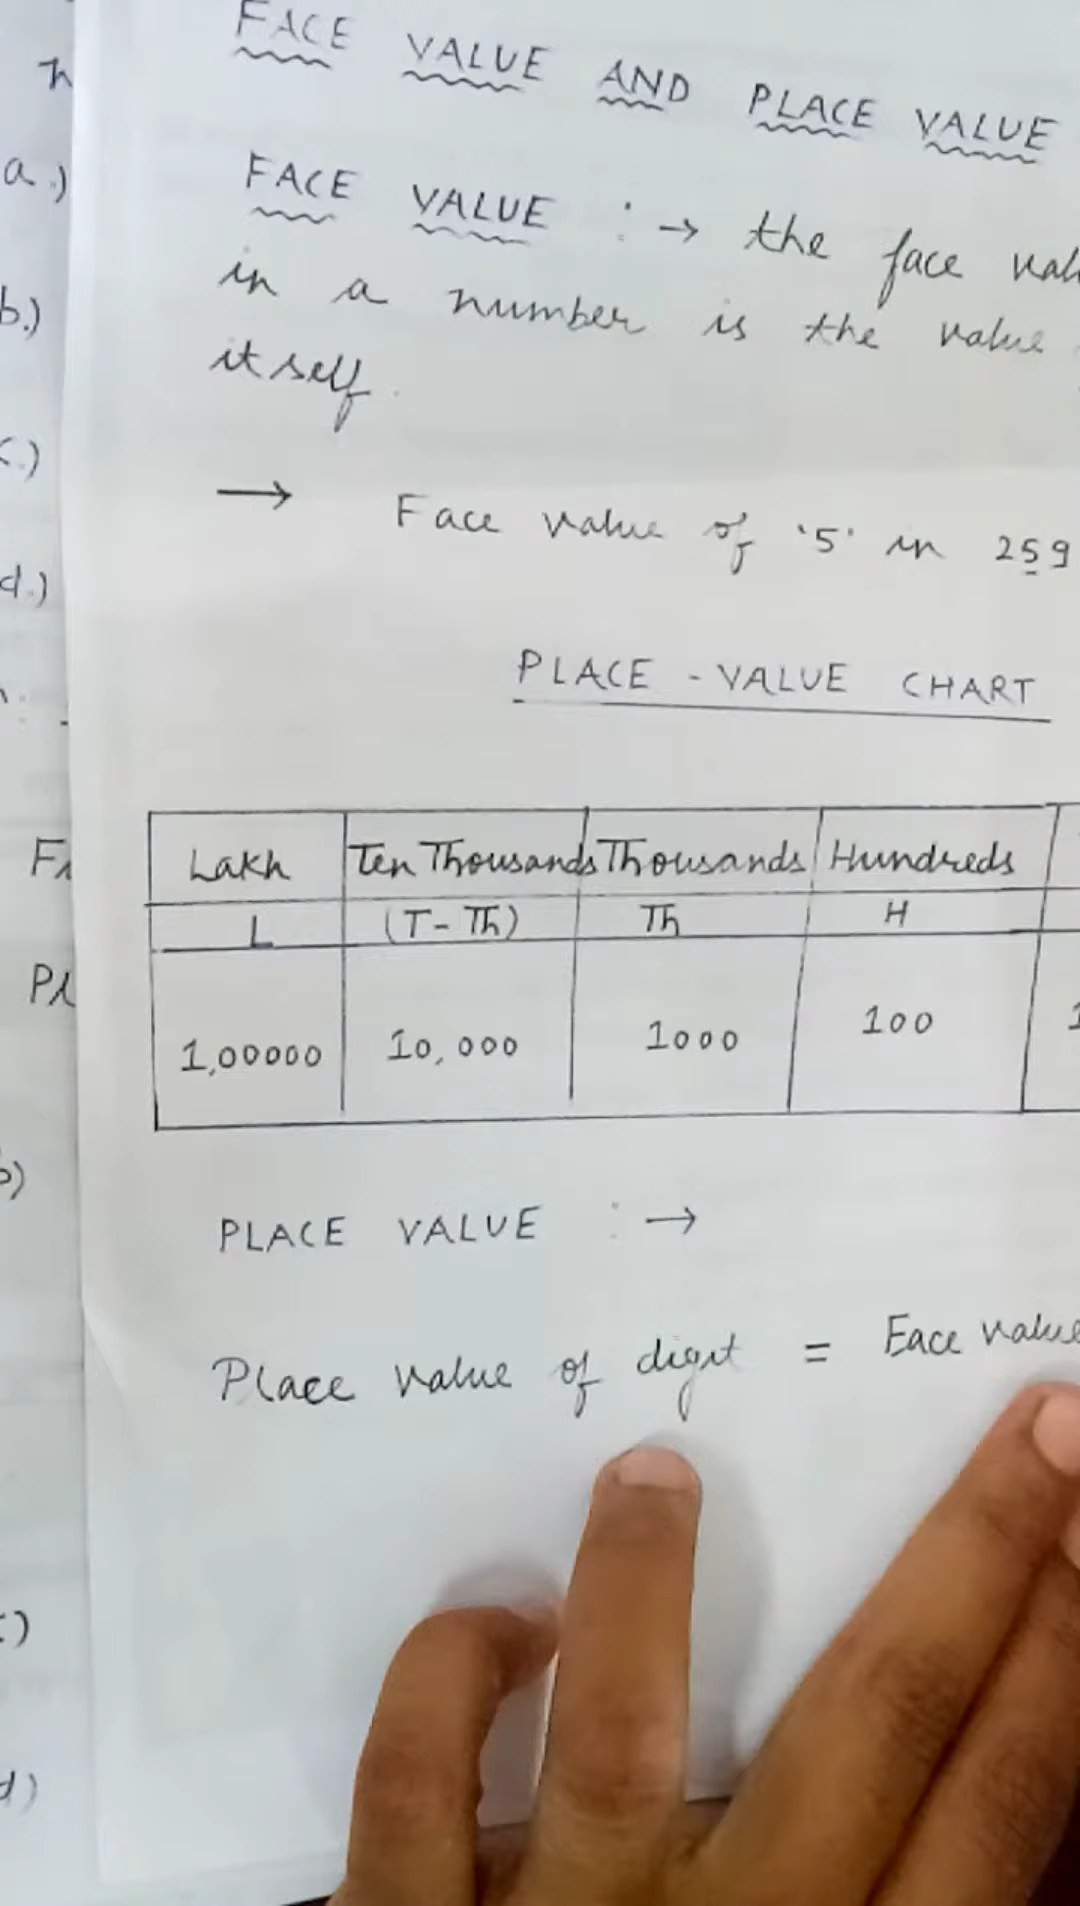 FACE VALUE AND PLACE VALUE
FACE VALUE :→ the face
in a number is the value
itself.
→ Face value of '5' in 259
PLACE - VALUE CHART
Lakh Ten Thousands Thousands Hundreds
L (T-Th) Th H
1,00000 10,000 1000 100
PLACE VALUE :→
Place value of digit = Face value
a.)
b.)
d.)
d)